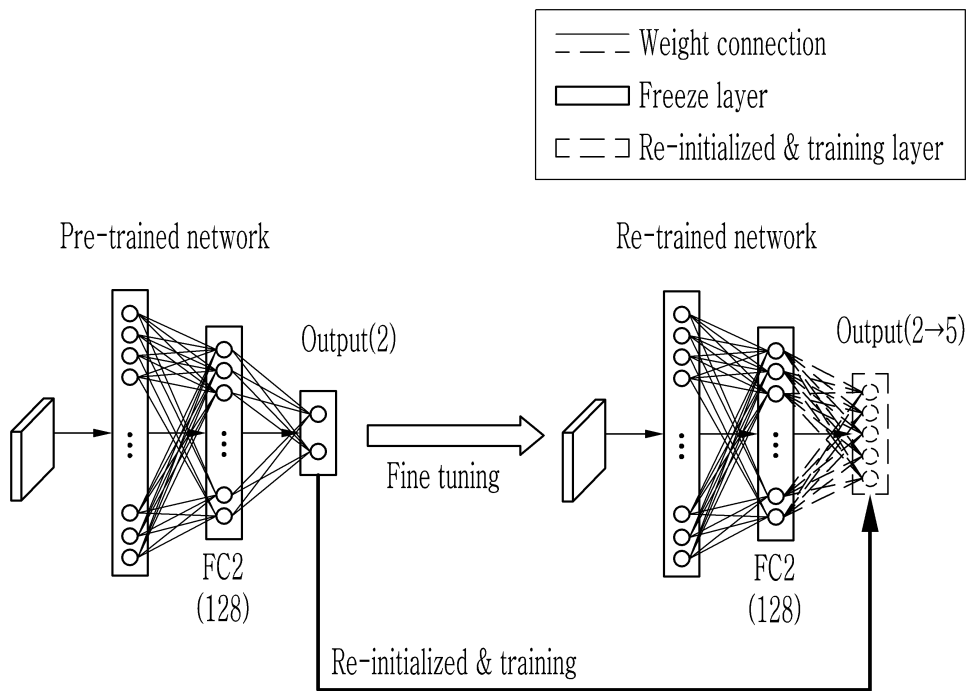 Weight connection
Freeze layer
Re-initialized & training layer
Pre-trained network
Re-trained network
Output(2)
Output(2→5)
Fine tuning
FC2
(128)
FC2
(128)
Re-initialized & training